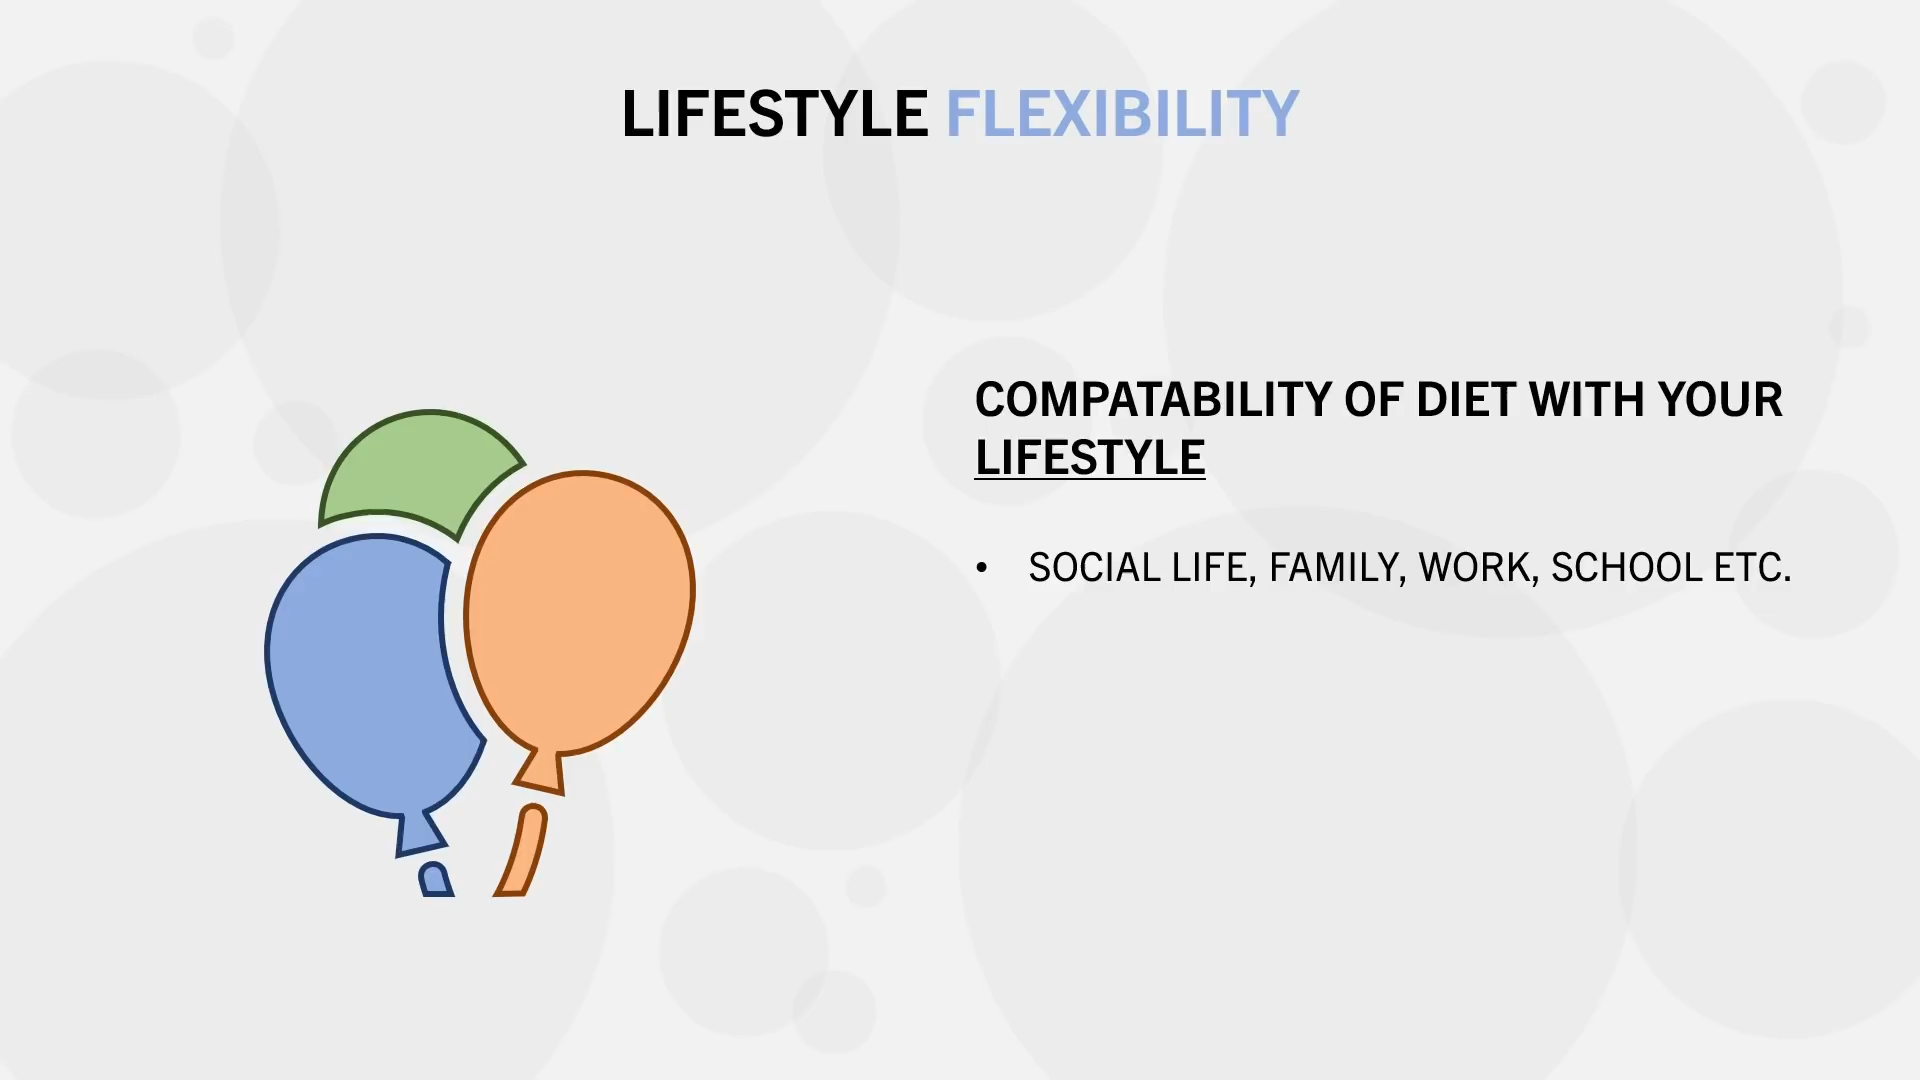 LIFESTYLE FLEXIBILITY
COMPATABILITY OF DIET WITH YOUR
LIFESTYLE
• SOCIAL LIFE, FAMILY, WORK, SCHOOL ETC.